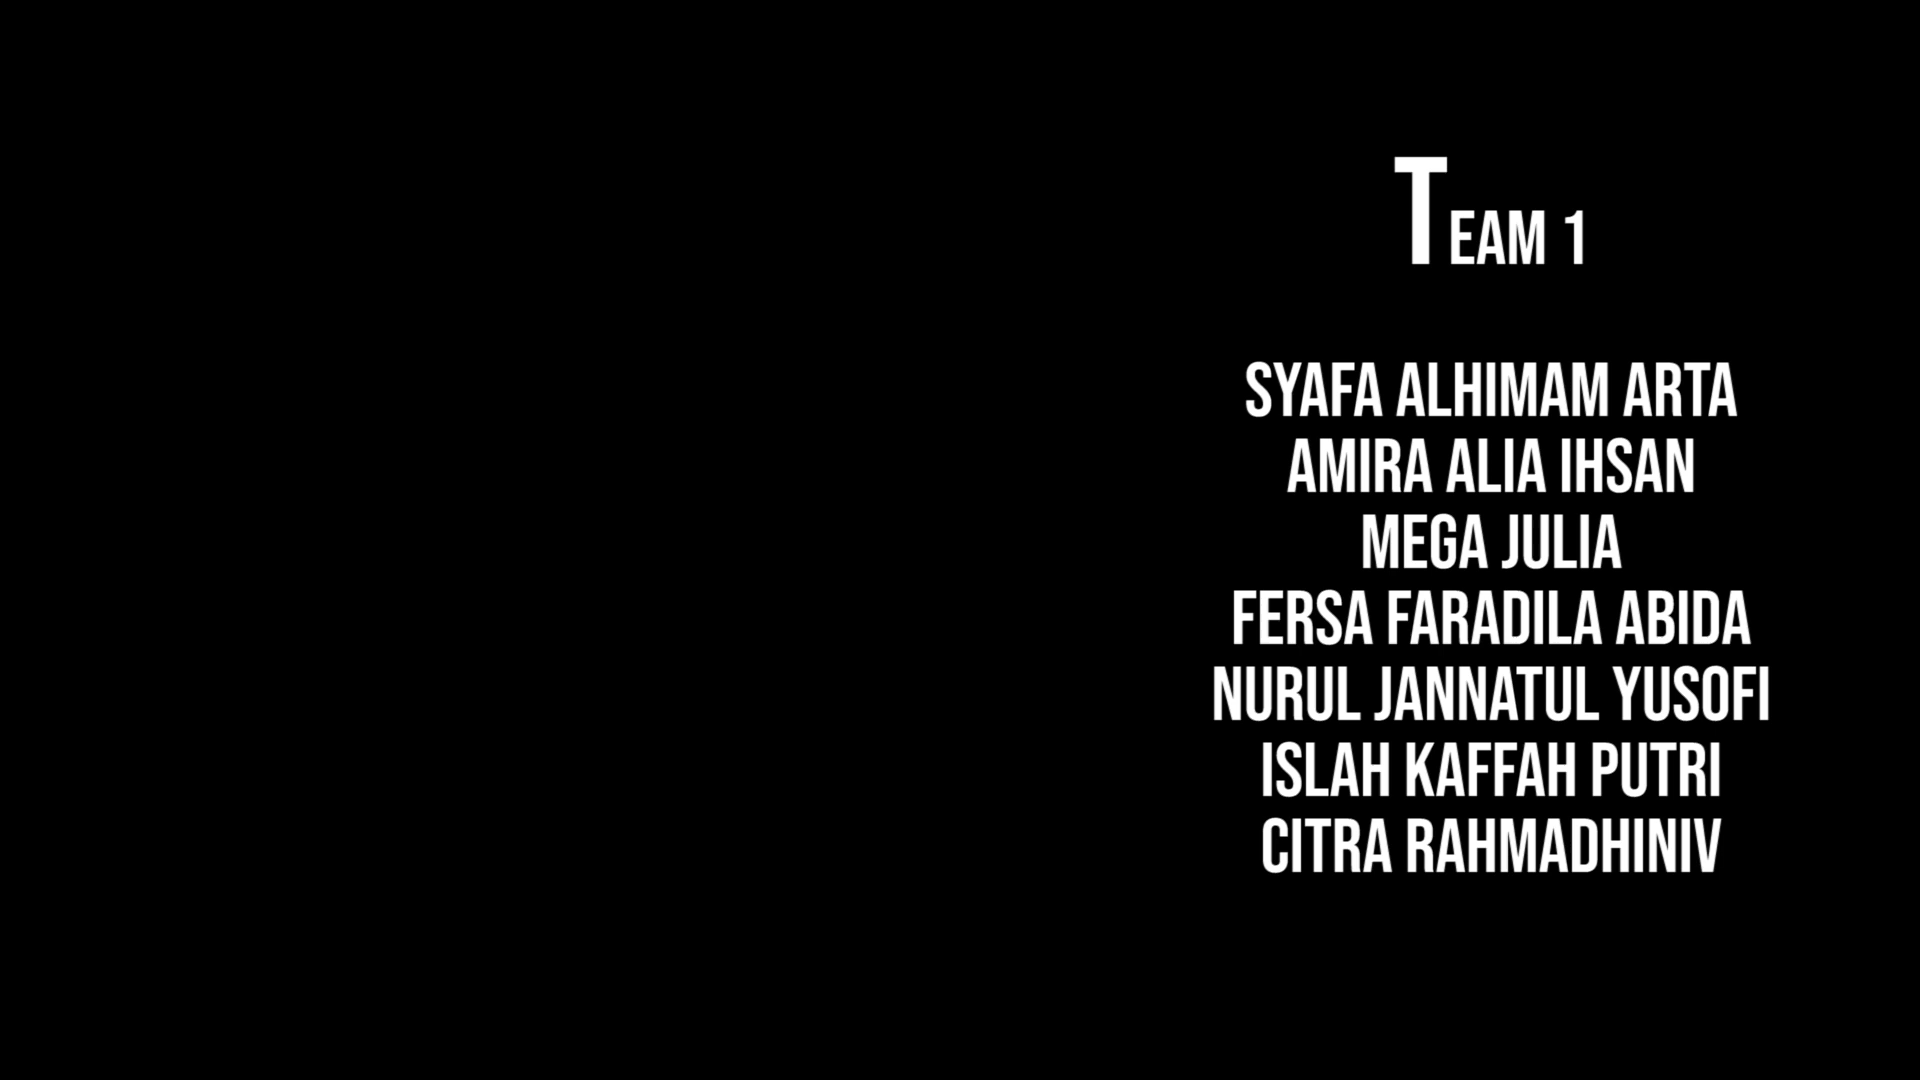 TEAM 1
SYAFA ALHIMAM ARTA
AMIRA ALIA IHSAN
MEGA JULIA
FERSA FARADILA ABIDA
NURUL JANNATUL YUSOFI
ISLAH KAFFAH PUTRI
CITRA RAHMADHINIV